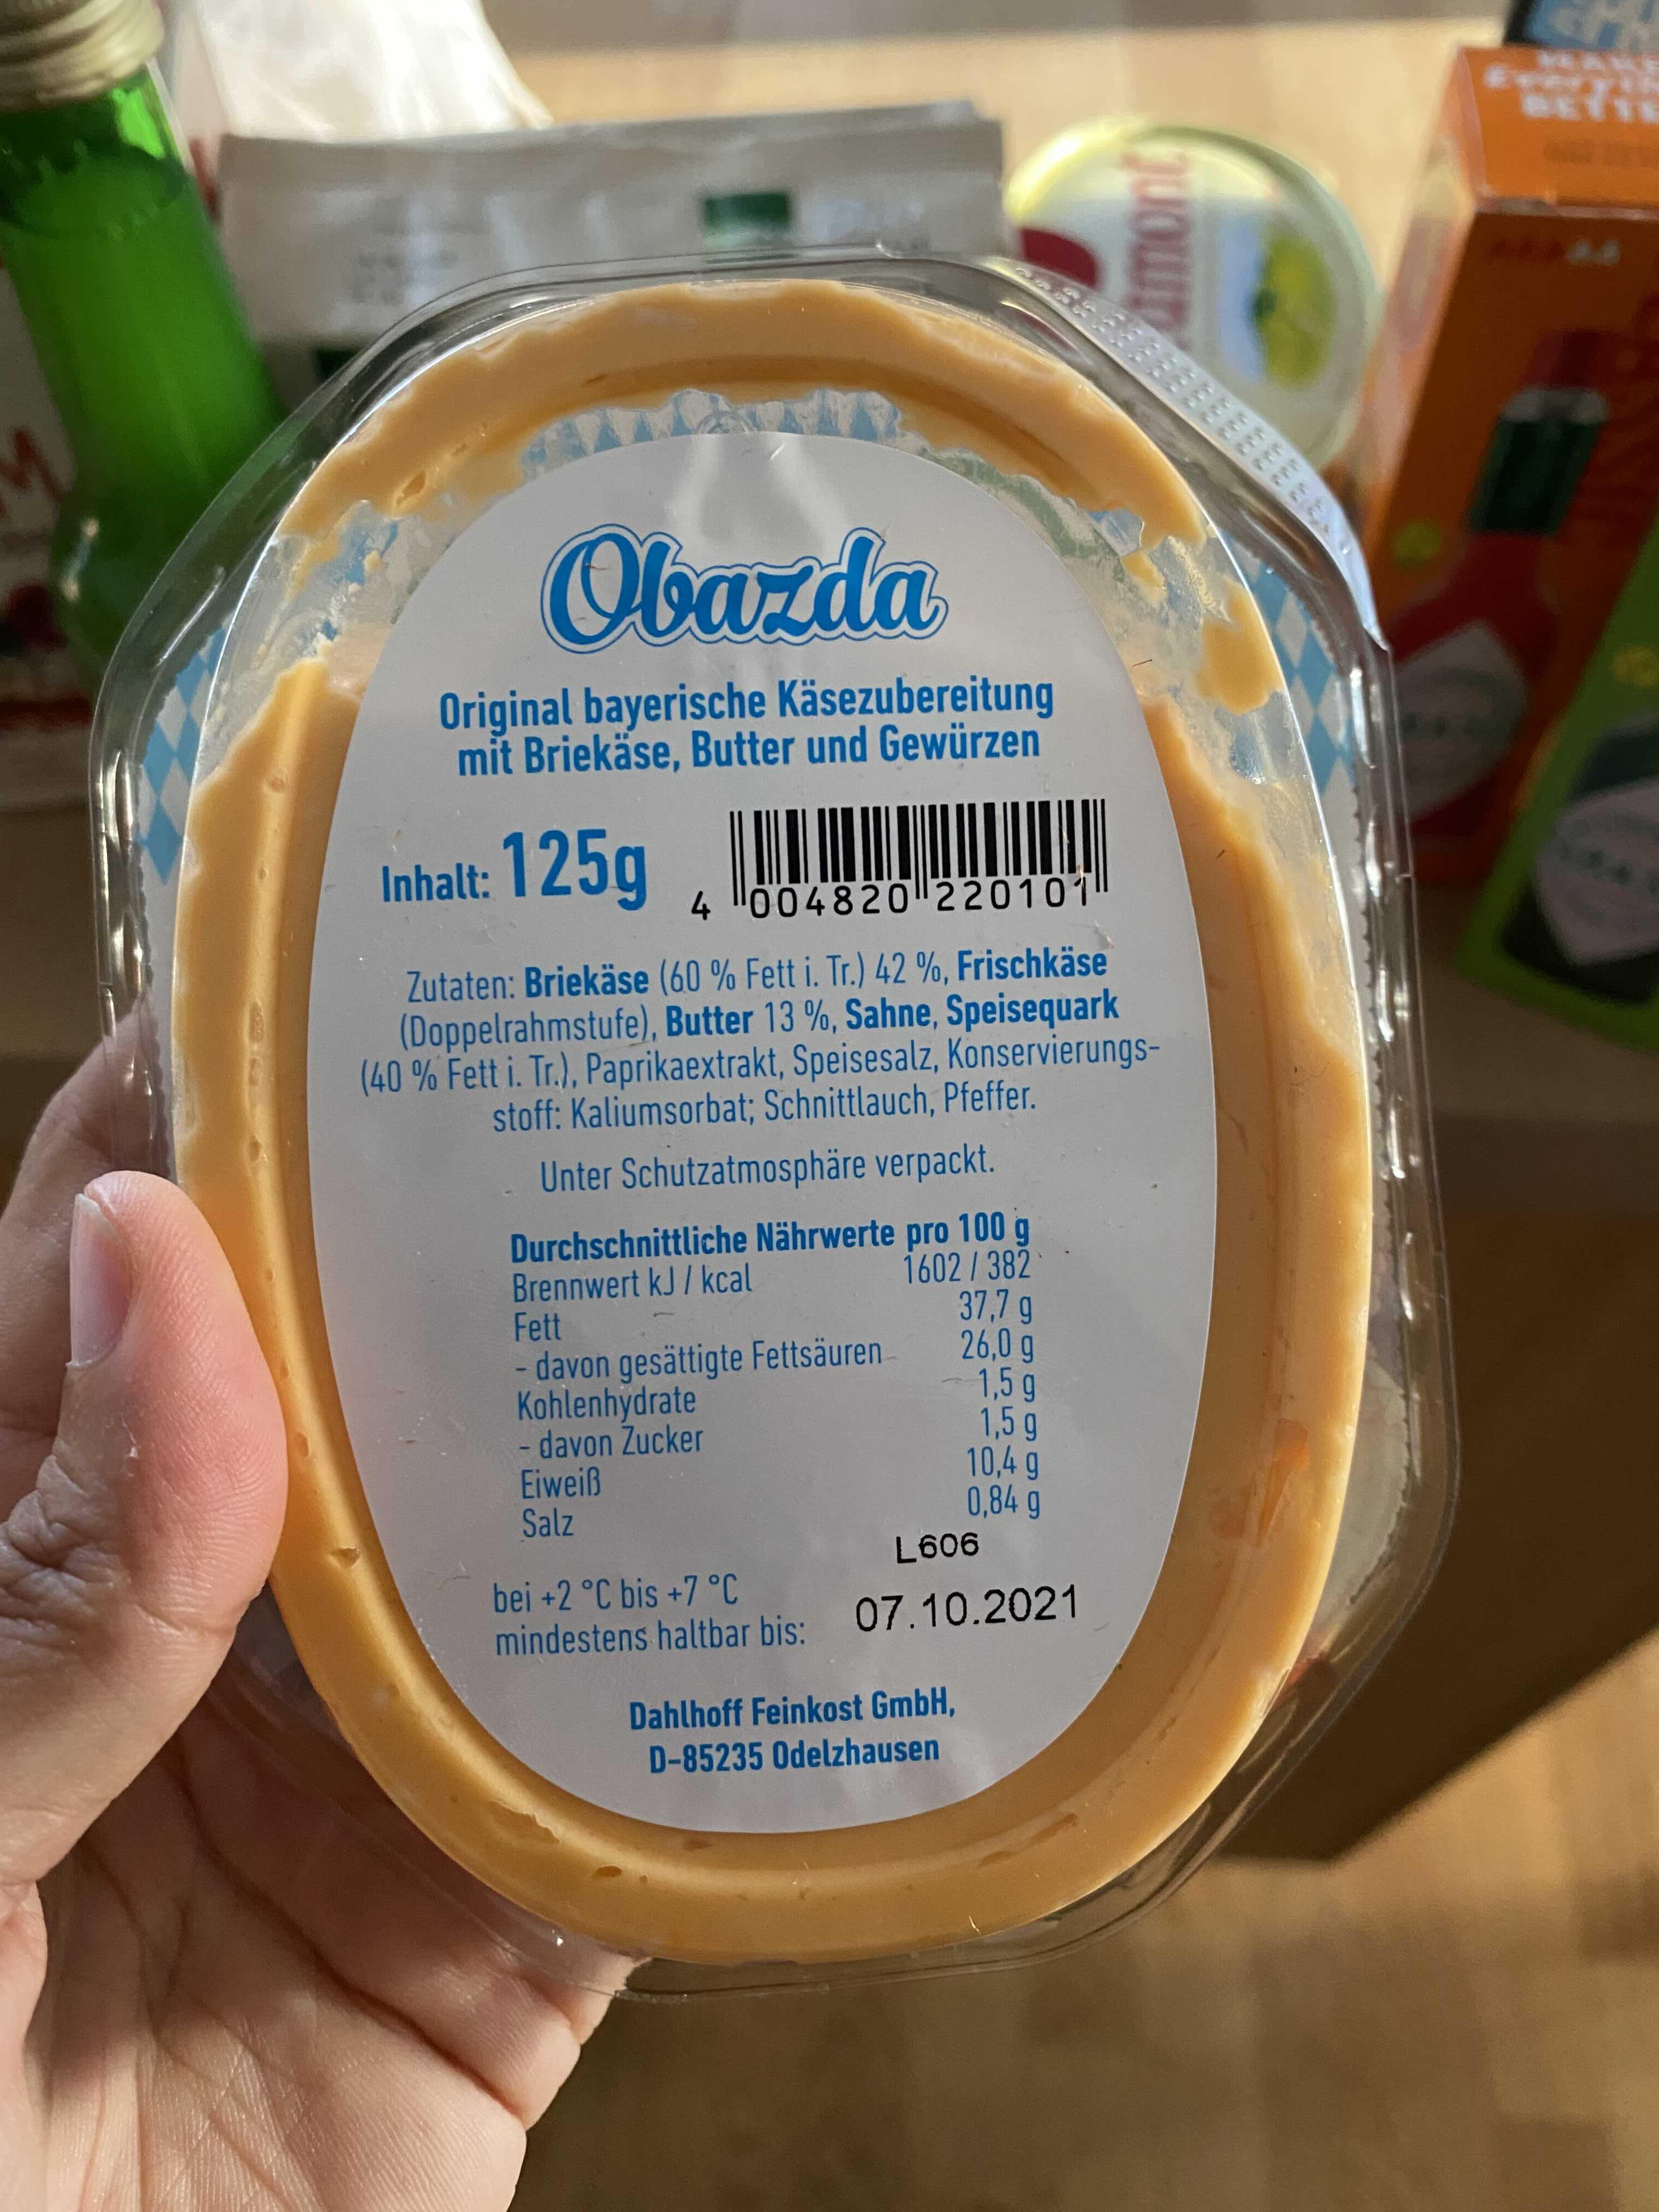 Obazda
Original bayerische Käsezubereitung
mit Briekäse, Butter und Gewürzen
Inhalt: 125g
4 004820 220101
Zutaten: Briekäse (60 % Fett i. Tr.) 42 %, Frischkäse
(Doppelrahmstufe), Butter 13 %, Sahne, Speisequark
(40 % Fett i. Tr.), Paprikaextrakt, Speisesalz, Konservierungs-
stoff: Kaliumsorbat; Schnittlauch, Pfeffer.
Unter Schutzatmosphäre verpackt.
Durchschnittliche Nährwerte pro 100 g
Brennwert kJ / kcal 1602 / 382
Fett 37,7 g
- davon gesättigte Fettsäuren 26,0 g
Kohlenhydrate 1,5 g
- davon Zucker 1,5 g
Eiweiß 10,4 g
Salz 0,84 g
L606
bei +2 °C bis +7 °C
mindestens haltbar bis: 07.10.2021
Dahlhoff Feinkost GmbH,
D-85235 Odelzhausen